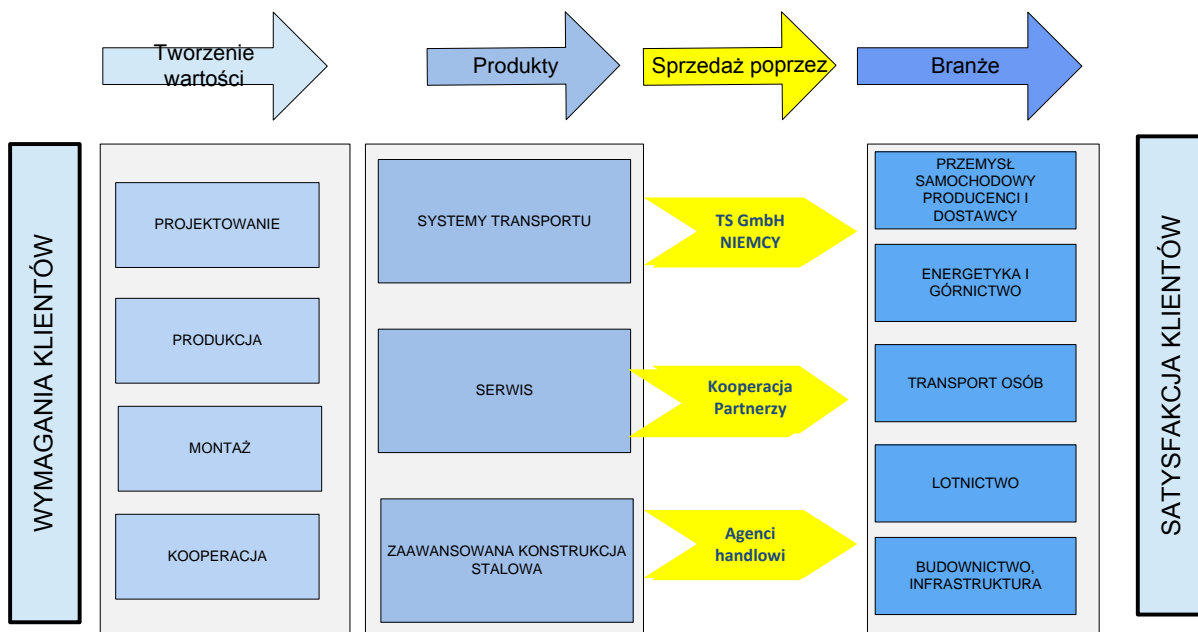 Tworzenie
wartości
Produkty
Sprzedaż poprzez
Branże
WYMAGANIA KLIENTÓW
PROJEKTOWANIE
PRODUKCJA
MONTAŻ
KOOPERACJA
SYSTEMY TRANSPORTU
SERWIS
ZAAWANSOWANA KONSTRUKCJA
STALOWA
TS GmbH
NIEMCY
Kooperacja
Partnerzy
Agenci
handlowi
PRZEMYSŁ
SAMOCHODOWY
PRODUCENCI I
DOSTAWCY
ENERGETYKA I
GÓRNICTWO
TRANSPORT OSÓB
LOTNICTWO
BUDOWNICTWO,
INFRASTRUKTURA
SATYSFAKCJA KLIENTÓW